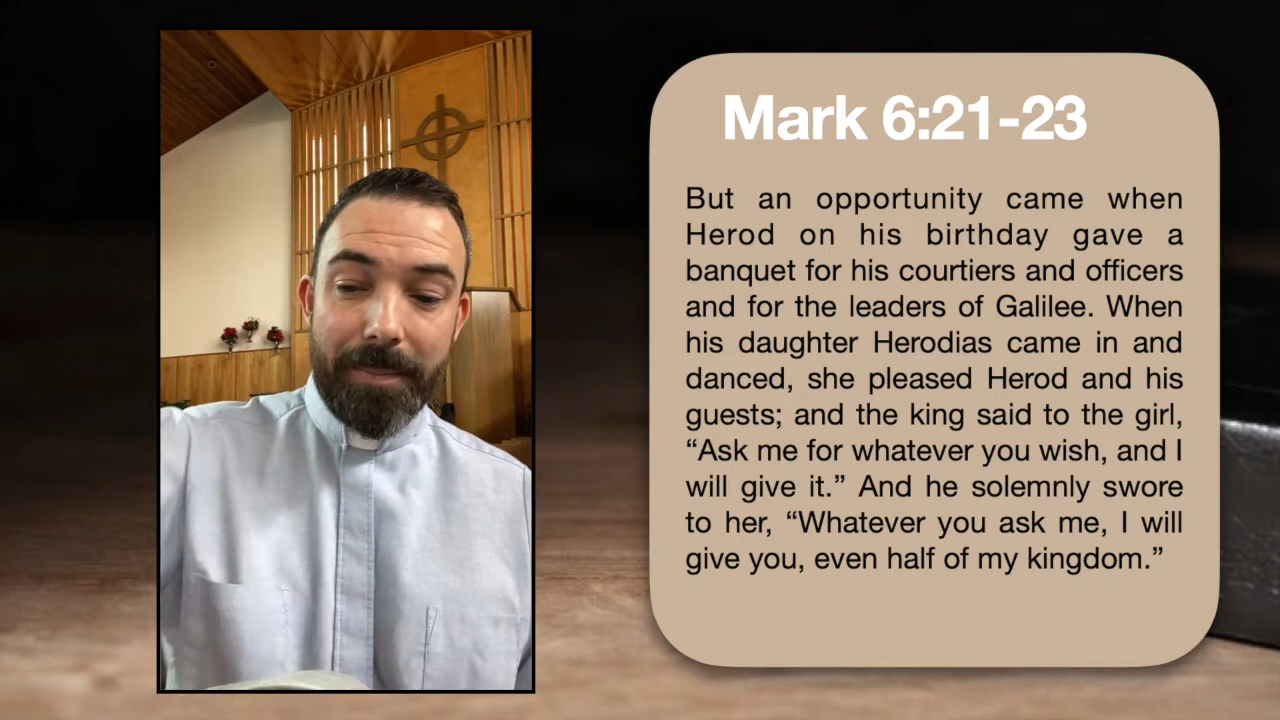 Mark 6:21-23
But an opportunity came when
Herod on his birthday gave a
banquet for his courtiers and officers
and for the leaders of Galilee. When
his daughter Herodias came in and
danced, she pleased Herod and his
guests; and the king said to the girl,
“Ask me for whatever you wish, and I
will give it.” And he solemnly swore
to her, “Whatever you ask me, I will
give you, even half of my kingdom.”